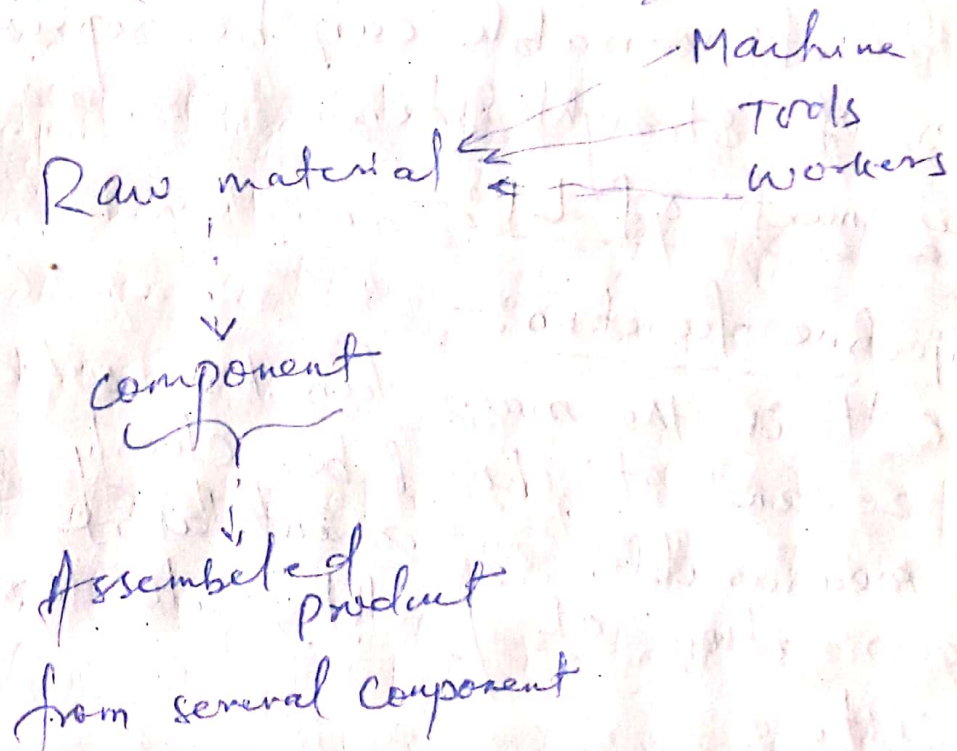 Machine
Tools
Raw material
workers
component
Assembeled
product
from several component